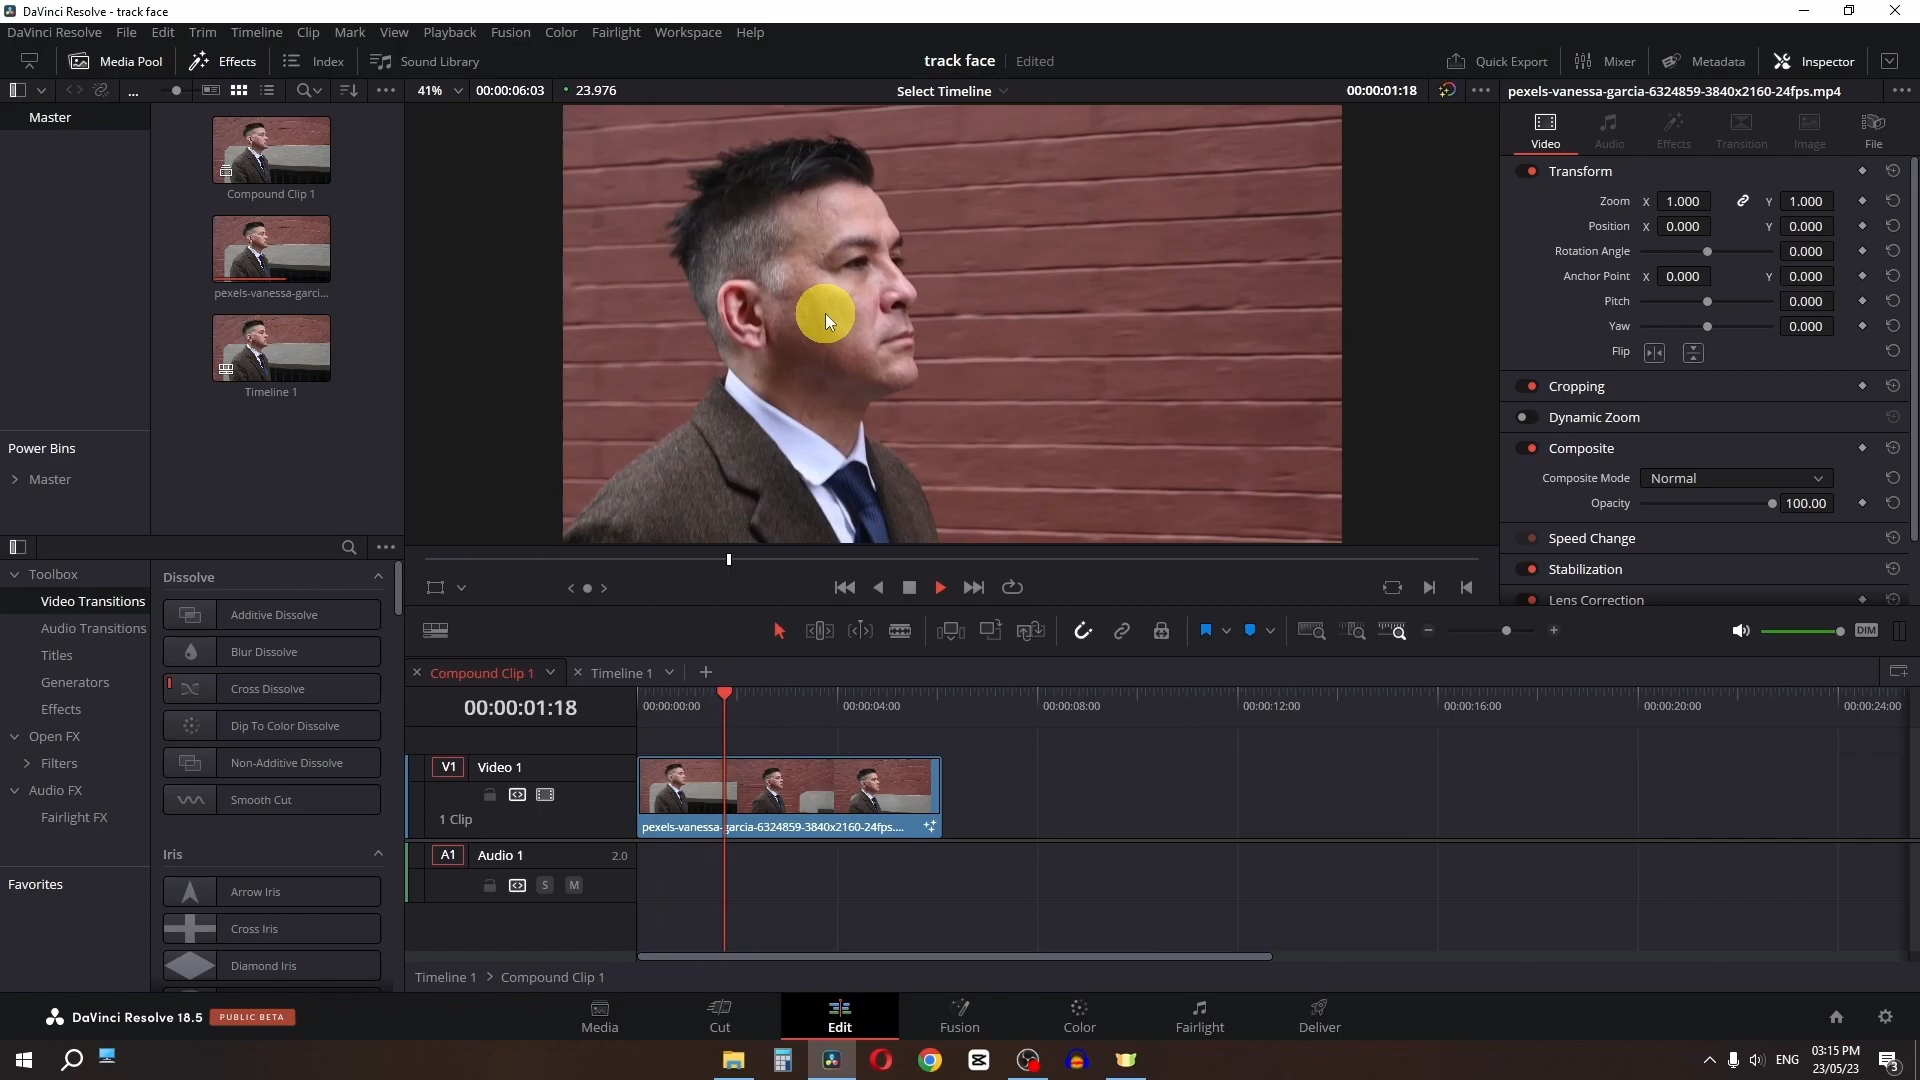 DaVinci Resolve - track face
DaVinci Resolve File Edit Trim Timeline Clip Mark View Playback Fusion Color Fairlight Workspace Help
Media Pool Effects Index Sound Library track face Edited Quick Export Mixer Metadata Inspector
... 41% 00:00:06:03 23.976 Select Timeline 00:00:01:18 pexels-vanessa-garcia-6324859-3840x2160-24fps.mp4
Master
Compound Clip 1
pexels-vanessa-garci...
Timeline 1
Power Bins
Master
Video Audio Effects Transition Image File
Transform
Zoom X 1.000 Y 1.000
Position X 0.000 Y 0.000
Rotation Angle 0.000
Anchor Point X 0.000 Y 0.000
Pitch 0.000
Yaw 0.000
Flip
Cropping
Dynamic Zoom
Composite
Composite Mode Normal
Opacity 100.00
Speed Change
Stabilization
Lens Correction
Toolbox
Video Transitions
Audio Transitions
Titles
Generators
Effects
Open FX
Filters
Audio FX
Fairlight FX
Favorites
Dissolve
Additive Dissolve
Blur Dissolve
Cross Dissolve
Dip To Color Dissolve
Non-Additive Dissolve
Smooth Cut
Iris
Arrow Iris
Cross Iris
Diamond Iris
DIM
Compound Clip 1 Timeline 1
00:00:01:18
00:00:00:00 00:00:04:00 00:00:08:00 00:00:12:00 00:00:16:00 00:00:20:00 00:00:24:00
V1 Video 1
1 Clip
pexels-vanessa-garcia-6324859-3840x2160-24fps....
A1 Audio 1 2.0
S M
Timeline 1 > Compound Clip 1
DaVinci Resolve 18.5 PUBLIC BETA
Media Cut Edit Fusion Color Fairlight Deliver
ENG 03:15 PM
23/05/23
3